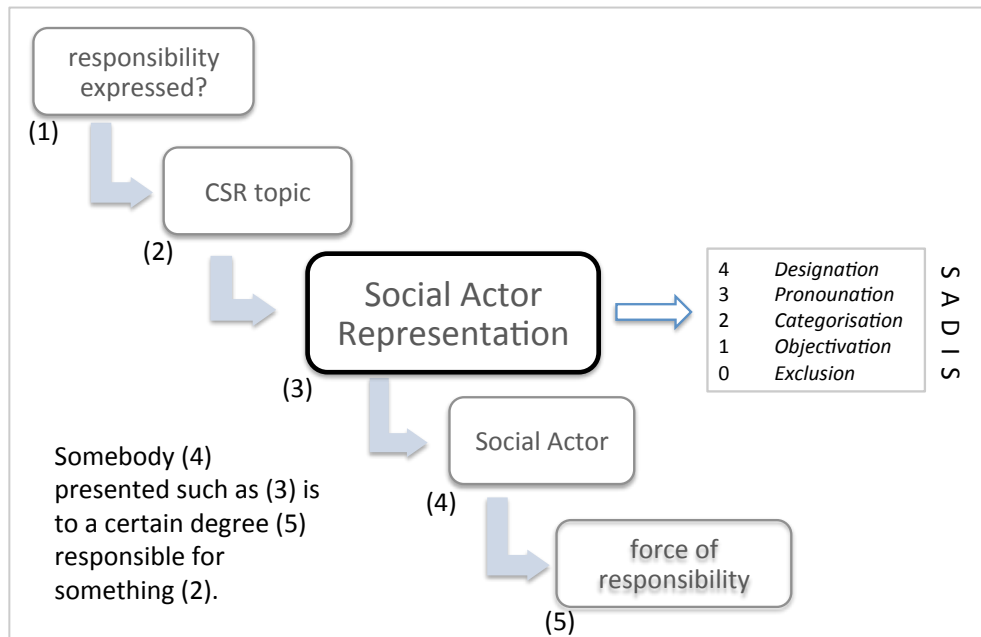 responsibility
expressed?
(1)
CSR topic
(2)
Social Actor
Representation
(3)
4 Designation
3 Pronounation
2 Categorisation
1 Objectivation
0 Exclusion
SADIS
Social Actor
(4)
Somebody (4)
presented such as (3) is
to a certain degree (5)
responsible for
something (2).
force of
responsibility
(5)